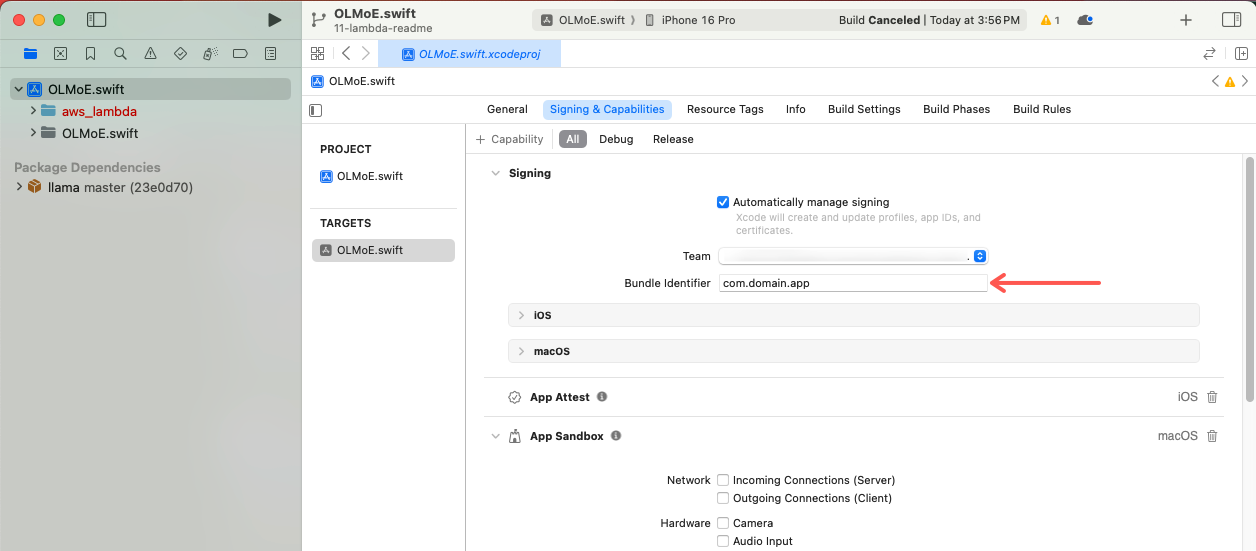 OLMoE.swift
11-lambda-readme
OLMoE.swift
iPhone 16 Pro
Build Canceled | Today at 3:56 PM
1
OLMoE.swift
aws_lambda
OLMoE.swift
Package Dependencies
llama master (23e0d70)
OLMoE.swift.xcodeproj
OLMoE.swift
General
Signing & Capabilities
Resource Tags
Info
Build Settings
Build Phases
Build Rules
PROJECT
OLMoE.swift
TARGETS
OLMoE.swift
+ Capability
All
Debug
Release
Signing
Automatically manage signing
Xcode will create and update profiles, app IDs, and
certificates.
Team
.
Bundle Identifier
com.domain.app
iOS
macOS
App Attest
iOS
App Sandbox
macOS
Network
Incoming Connections (Server)
Outgoing Connections (Client)
Hardware
Camera
Audio Input